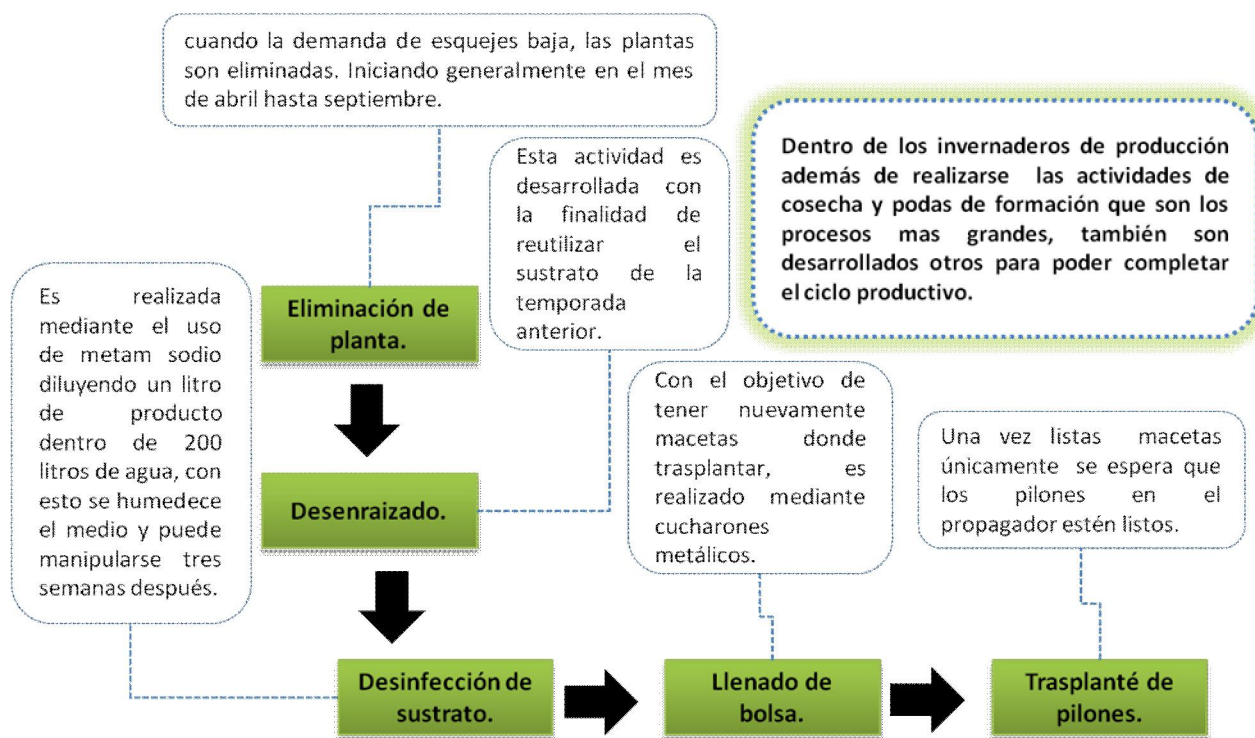 cuando la demanda de esquejes baja, las plantas
son eliminadas. Iniciando generalmente en el mes
de abril hasta septiembre.
Dentro de los invernaderos de producción
además de realizarse las actividades de
cosecha y podas de formación que son los
procesos mas grandes, también son
desarrollados otros para poder completar
el ciclo productivo.
Esta actividad es
desarrollada con
la finalidad de
reutilizar el
sustrato de la
temporada
anterior.
Es realizada
mediante el uso
de metam sodio
diluyendo un litro
de producto
dentro de 200
litros de agua, con
esto se humedece
el medio y puede
manipularse tres
semanas después.
Eliminación de
planta.
Con el objetivo de
tener nuevamente
macetas donde
trasplantar, es
realizado mediante
cucharones
metálicos.
Una vez listas macetas
únicamente se espera que
los pilones en el
propagador estén listos.
Desenraizado.
Desinfección de
sustrato.
Llenado de
bolsa.
Trasplanté de
pilones.